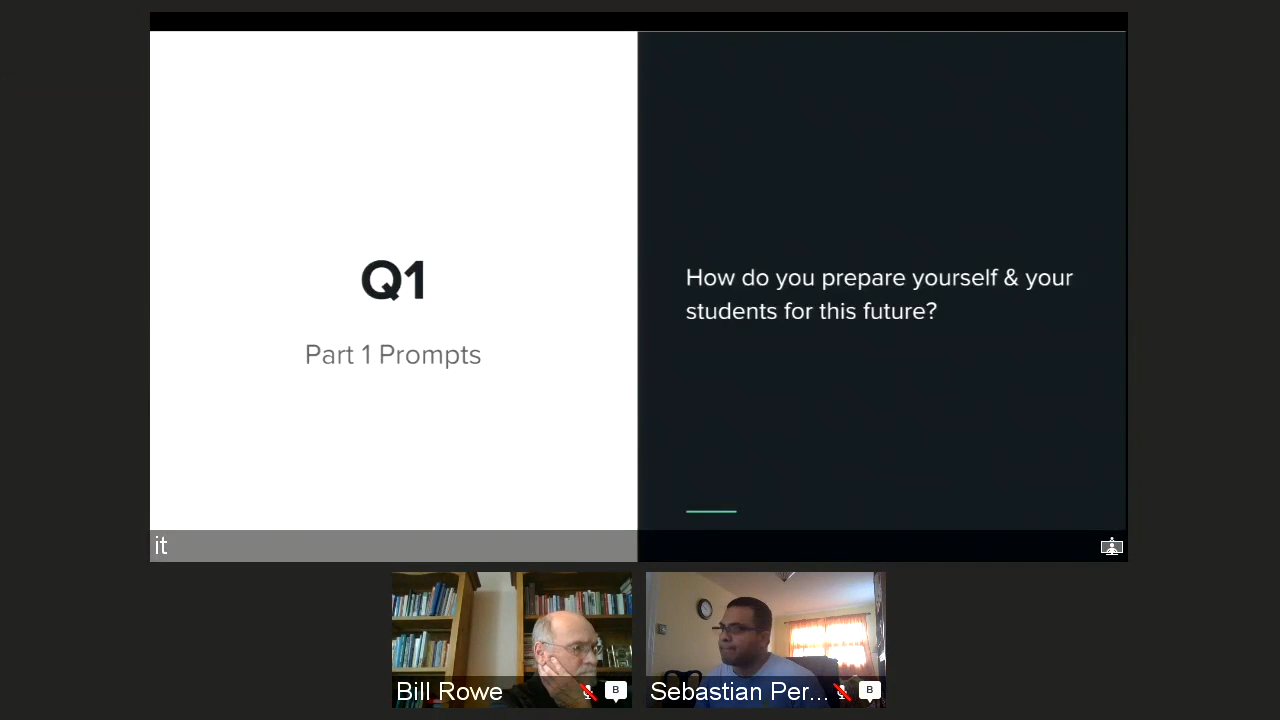 Q1
Part 1 Prompts
How do you prepare yourself & your
students for this future?
it
Bill Rowe
B
Sebastian Per...
B